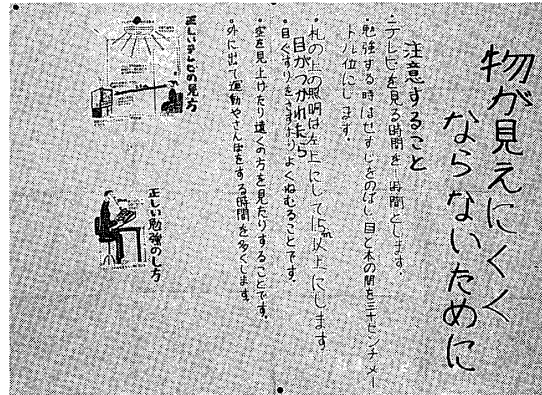 物が見えにくく
ならないために
注意すること
・テレビを見る時間を一時間とします。
・勉強する時はせすじをのばし目と本の間を三十センチメー
トル位にします。
・札の上の照明は左上にして15W以上にします
目がつかれたら
・目ぐすりをさすかよくねむることです。
・空を見上げたり遠くの方を見たりすることです。
・外に出て運動やさんぽをする時間を多くします。
正しいテレビの見方
正しい勉強のし方